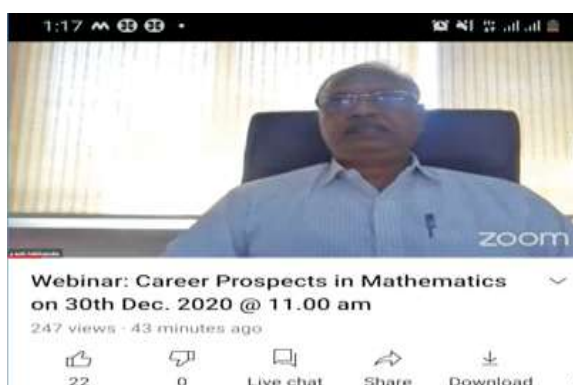 1:17
zoom
Webinar: Career Prospects in Mathematics
on 30th Dec. 2020 @ 11.00 am
247 views · 43 minutes ago
22 0 Live chat Share Download